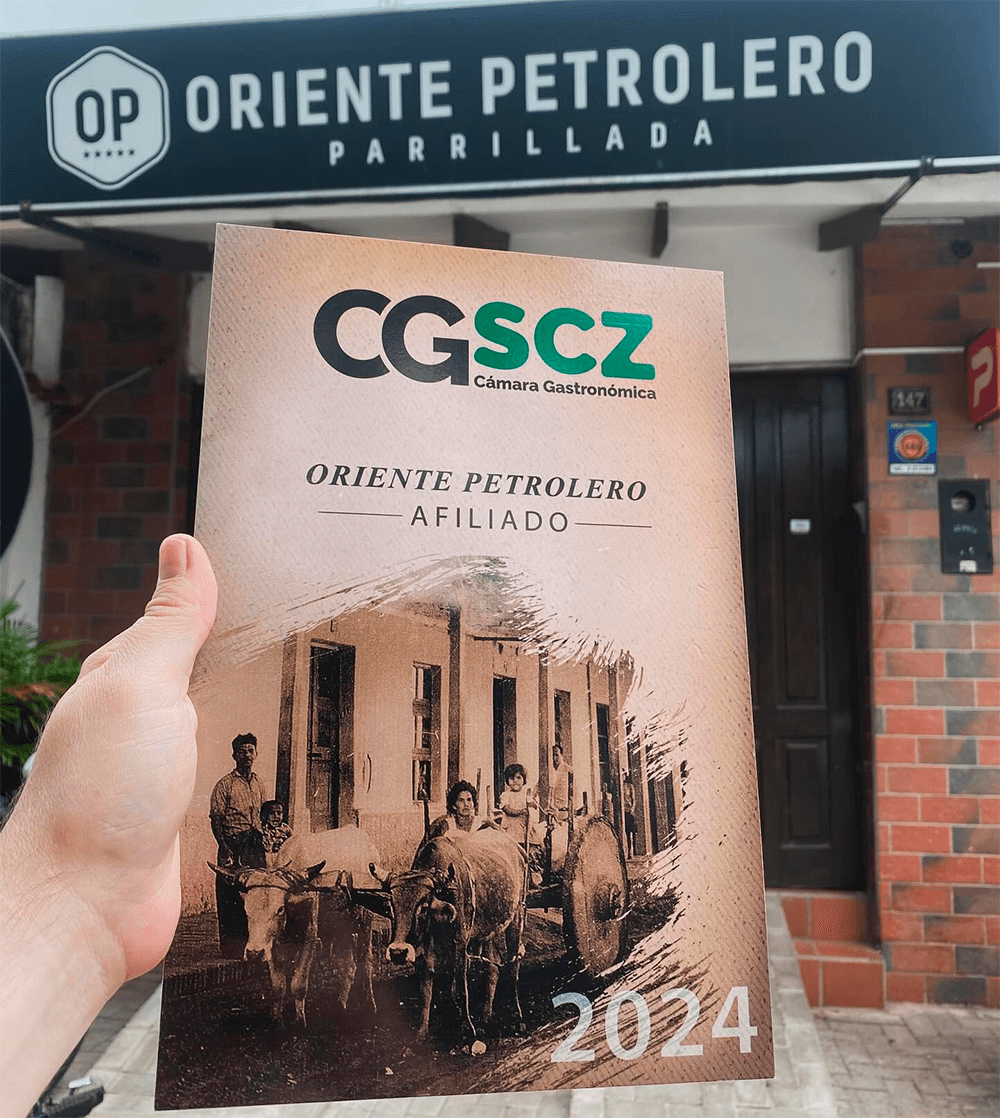 OP
ORIENTE PETROLERO
PARRILLADA
CGSCZ
Cámara Gastronómica
ORIENTE PETROLERO
AFILIADO
147
P
2024